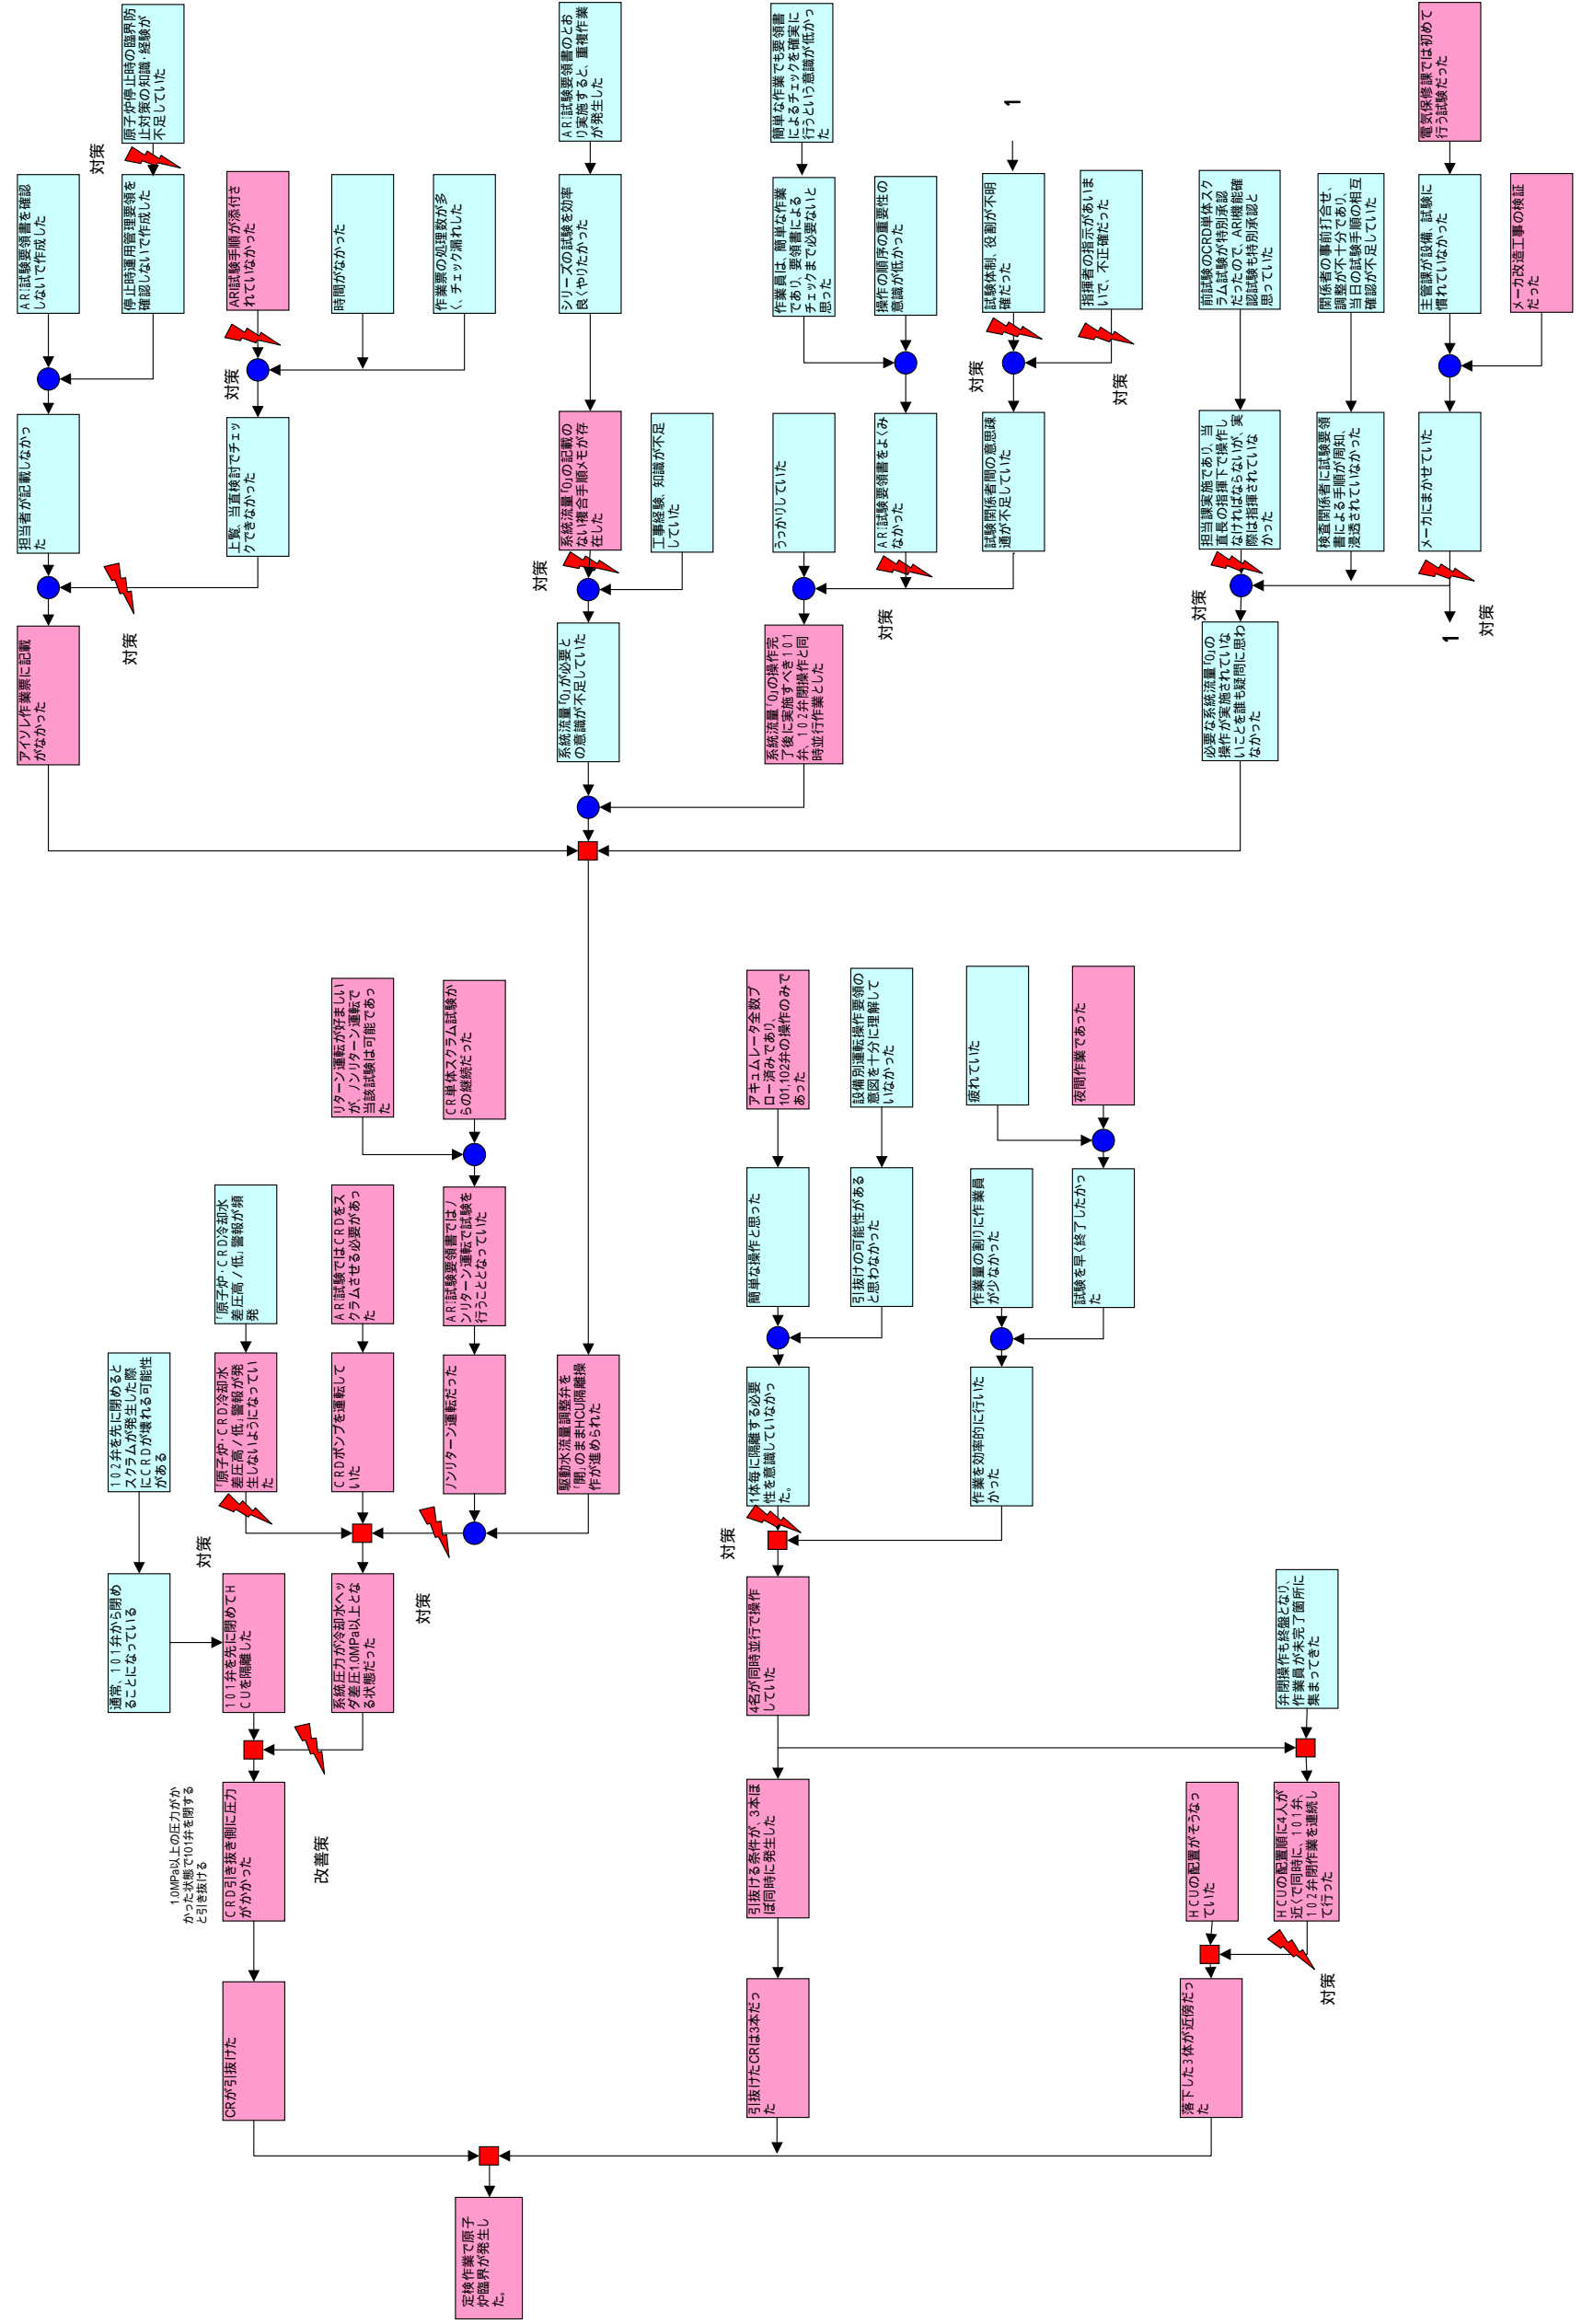 定検作業で原子
炉臨界が発生し
た。
CRが引抜けた
引抜けたCRは3本だっ
た
落下した3体が近傍だっ
た
1.0MPa以上の圧力がか
かった状態で101弁を閉する
と引き抜ける
CRD引き抜き側に圧力
がかかった
改善策
引抜ける条件が、3本ほ
ぼ同時に発生した
HCUの配置がそうなっ
ていた
HCUの配置順に4人が
近くで同時に、101弁、
102弁閉作業を連続し
て行った
対策
通常、101弁から閉め
ることになっている
101弁を先に閉めてH
CUを隔離した
系統圧力が冷却水ヘッ
ダ差圧1.0MPa以上とな
る状態だった
4名が同時並行で操作
していた
弁閉操作も終盤となり、
作業員が未完了箇所に
集まってきた
対策
対策
対策
102弁を先に閉めると
スクラムが発生した際
にCRDが壊れる可能性
がある
「原子炉・CRD冷却水
差圧高/低」警報が発
生しないようになってい
た
CRDポンプを運転して
いた
ノンリターン運転だった
駆動水流量調整弁を
「開」のままHCU隔離操
作が進められた
1体毎に隔離する必要
性を意識していなかっ
た。
作業を効率的に行いた
かった
「原子炉・CRD冷却水
差圧高/低」警報が頻
発
ARI試験ではCRDをス
クラムさせる必要があっ
た
ARI試験要領書ではノ
ンリターン運転で試験を
行うこととなっていた
簡単な操作と思った
引抜けの可能性がある
と思わなかった
作業量の割りに作業員
が少なかった
試験を早く終了したかっ
た
リターン運転が好ましい
が、ノンリターン運転で
当該試験は可能であっ
た
CR単体スクラム試験か
らの継続だった
アキュムレータ全数ブ
ロー済みであり、
101,102弁の操作のみで
あった
設備別運転操作要領の
意図を十分に理解して
いなかった
疲れていた
夜間作業であった
アイソレ作業票に記載
がなかった
系統流量「0」が必要と
の意識が不足していた
系統流量「0」の操作完
了後に実施すべき101
弁、102弁閉操作と同
時並行作業とした
必要な系統流量「0」の
操作が実施されていな
いことを誰も疑問に思わ
なかった
対策
対策
対策
対策
1
対策
担当者が記載しなかっ
た
上覧、当直検討でチェッ
クできなかった
系統流量「0」の記載の
ない複合手順メモが存
在した
工事経験、知識が不足
していた
うっかりしていた
ARI試験要領書をよくみ
なかった
試験関係者間の意思疎
通が不足していた
担当課実施であり、当
直長の指揮下で操作し
なければならないが、実
際は指揮されていな
かった
検査関係者に試験要領
書による手順が周知、
浸透されていなかった
メーカにまかせていた
対策
対策
対策
ARI試験要領書を確認
しないで作成した
停止時運用管理要領を
確認しないで作成した
ARI試験手順が添付さ
れていなかった
時間がなかった
作業票の処理数が多
く、チェック漏れした
シリーズの試験を効率
良くやりたかった
作業員は、簡単な作業
であり、要領書による
チェックまで必要ないと
思った
操作の順序の重要性の
意識が低かった
試験体制、役割が不明
確だった
指揮者の指示があいま
いで、不正確だった
前試験のCRD単体スク
ラム試験が特別承認
だったので、ARI機能確
認試験も特別承認と
思っていた
関係者の事前打合せ、
調整が不十分であり、
当日の試験手順の相互
確認が不足していた
主管課が設備、試験に
慣れていなかった
メーカ改造工事の検証
だった
対策
1
原子炉停止時の臨界防
止対策の知識・経験が
不足していた
ARI試験要領書のとお
り実施すると、重複作業
が発生した
簡単な作業でも要領書
によるチェックを確実に
行うという意識が低かっ
た
電気保修課では初めて
行う試験だった